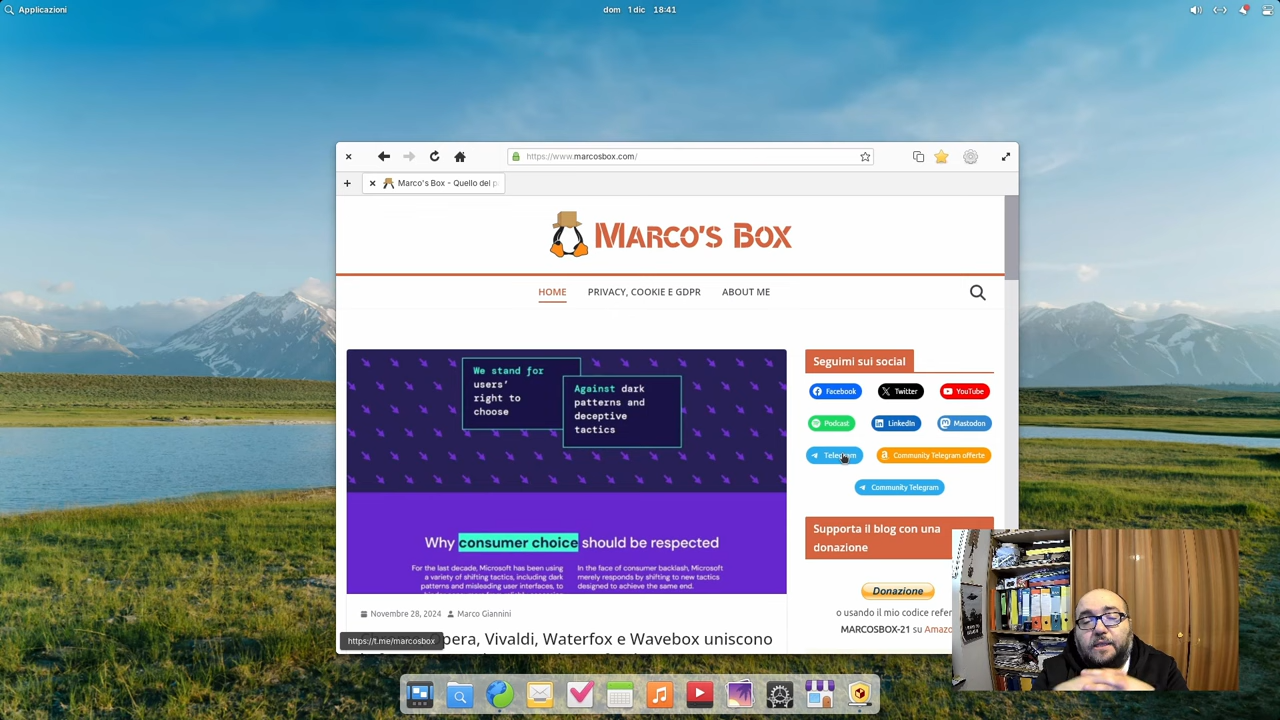 Applicazioni
dom 1 dic 18:41
https://www.marcosbox.com/
Marco's Box - Quello del p
MARCO'S BOX
HOME
PRIVACY, COOKIE E GDPR
ABOUT ME
We stand for
users'
right to
choose
Against dark
patterns and
deceptive
tactics
Why consumer choice should be respected
For the last decade, Microsoft has been using
a variety of shifting tactics, including dark
patterns and misleading user interfaces, to
In the face of consumer backlash, Microsoft
merely responds by shifting to new tactics
designed to achieve the same end.
Novembre 28, 2024
Marco Giannini
pera, Vivaldi, Waterfox e Wavebox uniscono
https://t.me/marcosbox
Seguimi sui social
Facebook
Twitter
YouTube
Podcast
LinkedIn
Mastodon
Telegram
Community Telegram offerte
Community Telegram
Supporta il blog con una
donazione
Donazione
o usando il mio codice refer
MARCOSBOX-21 su Amazo